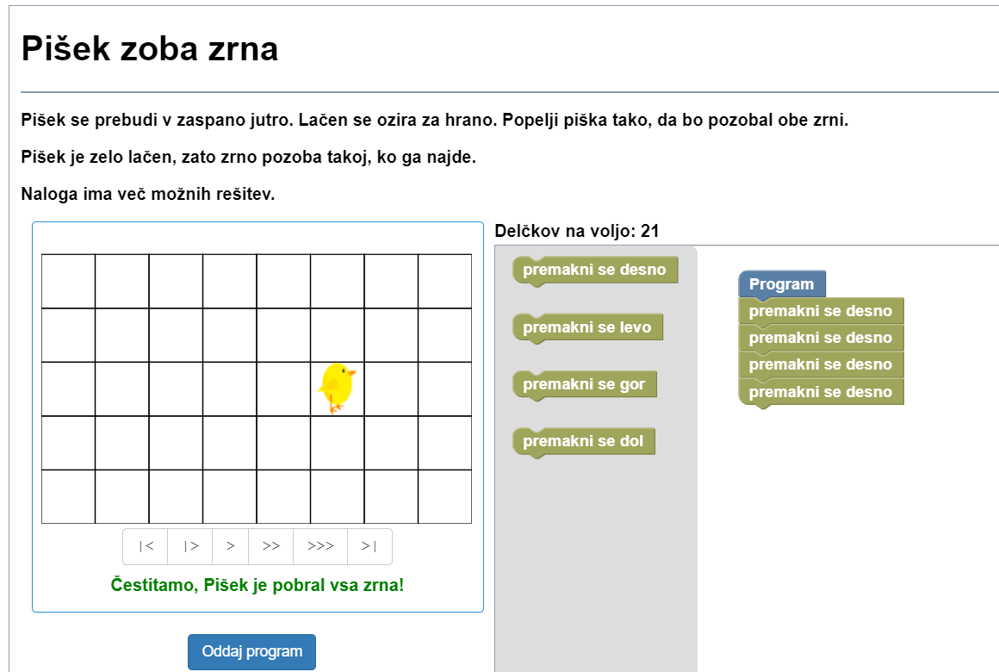 Pišek zoba zrna
Pišek se prebudi v zaspano jutro. Lačen se ozira za hrano. Popelji piška tako, da bo pozobal obe zrni.
Pišek je zelo lačen, zato zrno pozoba takoj, ko ga najde.
Naloga ima več možnih rešitev.
Delčkov na voljo: 21
premakni se desno
premakni se levo
premakni se gor
premakni se dol
Program
premakni se desno
premakni se desno
premakni se desno
premakni se desno
|< |> > >> >>> >|
Čestitamo, Pišek je pobral vsa zrna!
Oddaj program